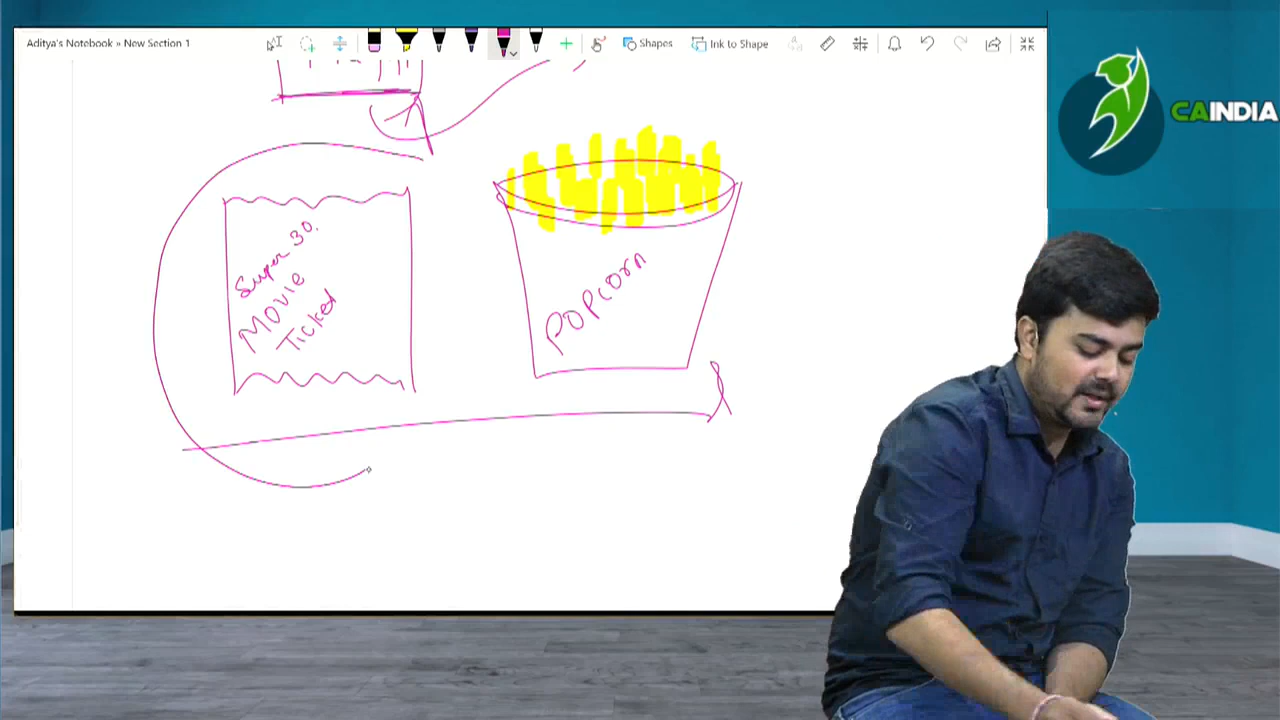 Aditya's Notebook » New Section 1
Shapes
Ink to Shape
CAINDIA
Super 30.
Movie
Ticket
Popcorn